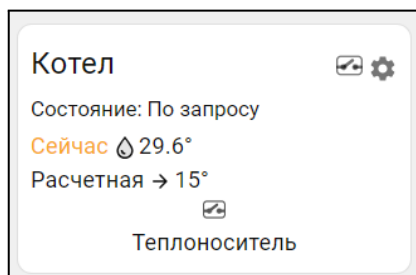 Котел
Состояние: По запросу
Сейчас 29.6°
Расчетная → 15°
Теплоноситель